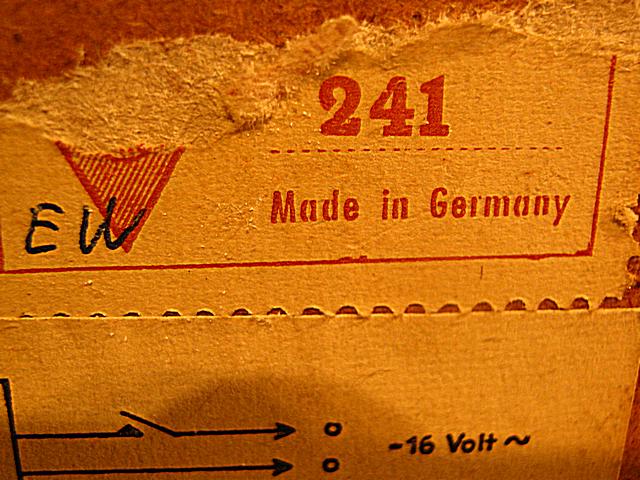 241
Made in Germany
EW
-16 Volt ~